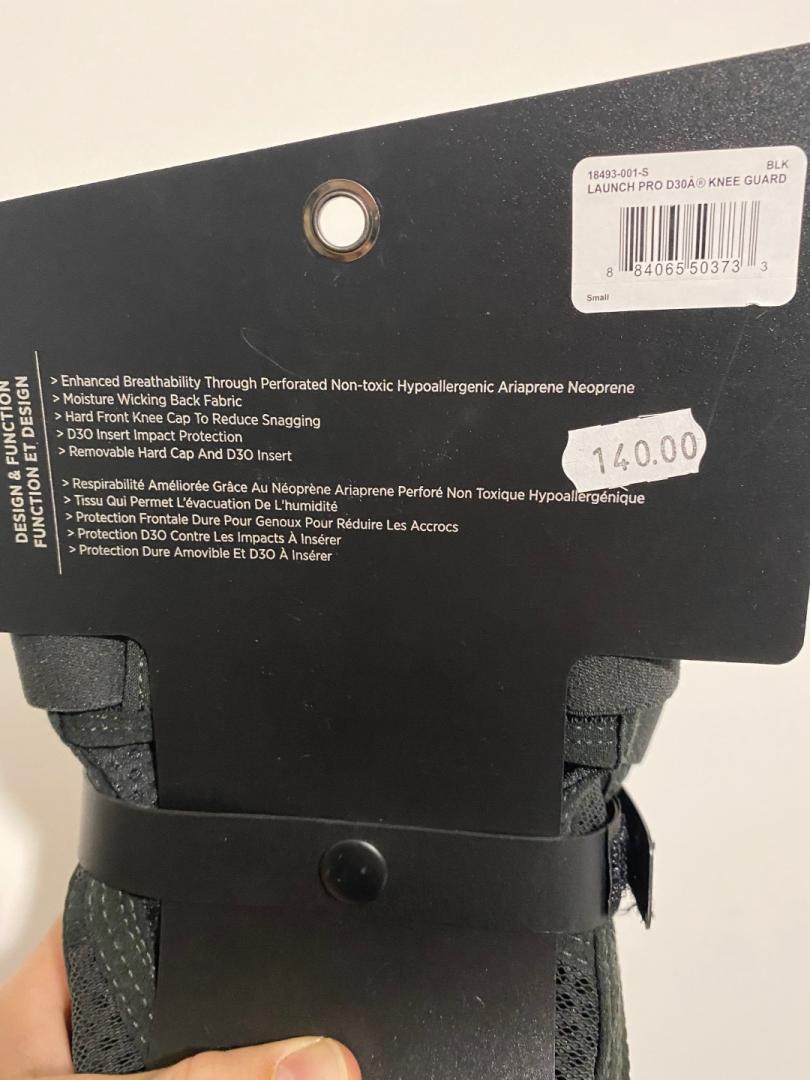 18493-001-S BLK
LAUNCH PRO D30Â® KNEE GUARD
8 84065 50373 3
Small
DESIGN & FUNCTION
FUNCTION ET DESIGN
> Enhanced Breathability Through Perforated Non-toxic Hypoallergenic Ariaprene Neoprene
> Moisture Wicking Back Fabric
> Hard Front Knee Cap To Reduce Snagging
> D3O Insert Impact Protection
> Removable Hard Cap And D3O Insert
140.00
> Respirabilité Améliorée Grâce Au Néoprène Ariaprene Perforé Non Toxique Hypoallergénique
> Tissu Qui Permet L'évacuation De L'humidité
> Protection Frontale Dure Pour Genoux Pour Réduire Les Accrocs
> Protection D3O Contre Les Impacts À Insérer
> Protection Dure Amovible Et D3O À Insérer